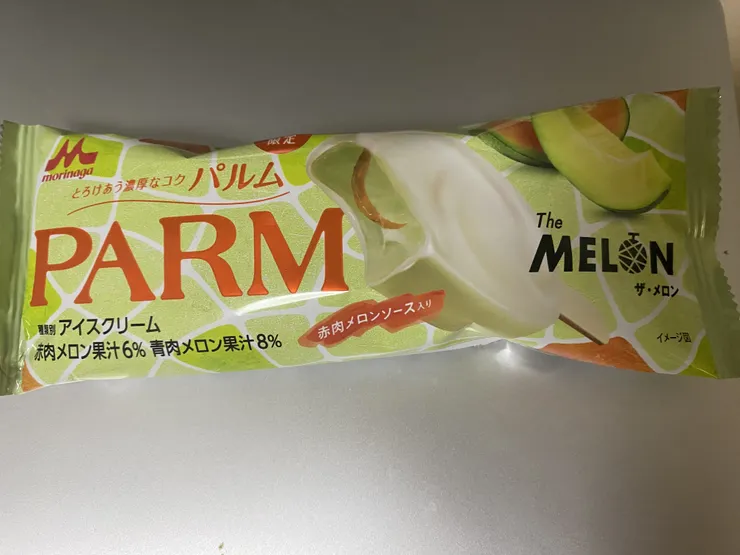 限定
morinaga
とろけあう濃厚なコク パルム
PARM
The
MELON
ザ・メロン
赤肉メロンソース入り
種類別 アイスクリーム
赤肉メロン果汁6% 青肉メロン果汁8%
イメージ図